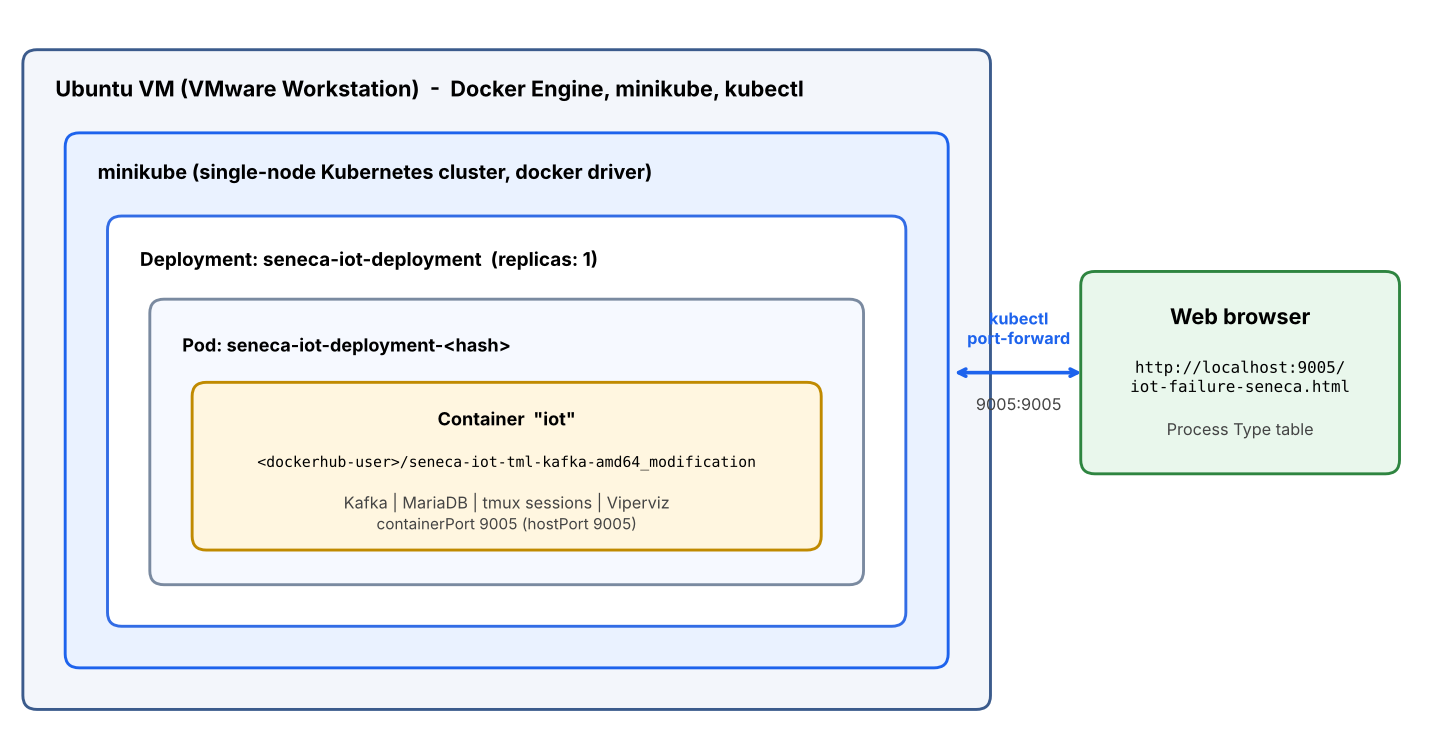 Ubuntu VM (VMware Workstation)  -  Docker Engine, minikube, kubectl
minikube (single-node Kubernetes cluster, docker driver)
Deployment: seneca-iot-deployment  (replicas: 1)
Pod: seneca-iot-deployment-<hash>
Container  "iot"
<dockerhub-user>/seneca-iot-tml-kafka-amd64_modification
Kafka | MariaDB | tmux sessions | Viperviz
containerPort 9005 (hostPort 9005)
kubectl
port-forward
9005:9005
Web browser
http://localhost:9005/
iot-failure-seneca.html
Process Type table